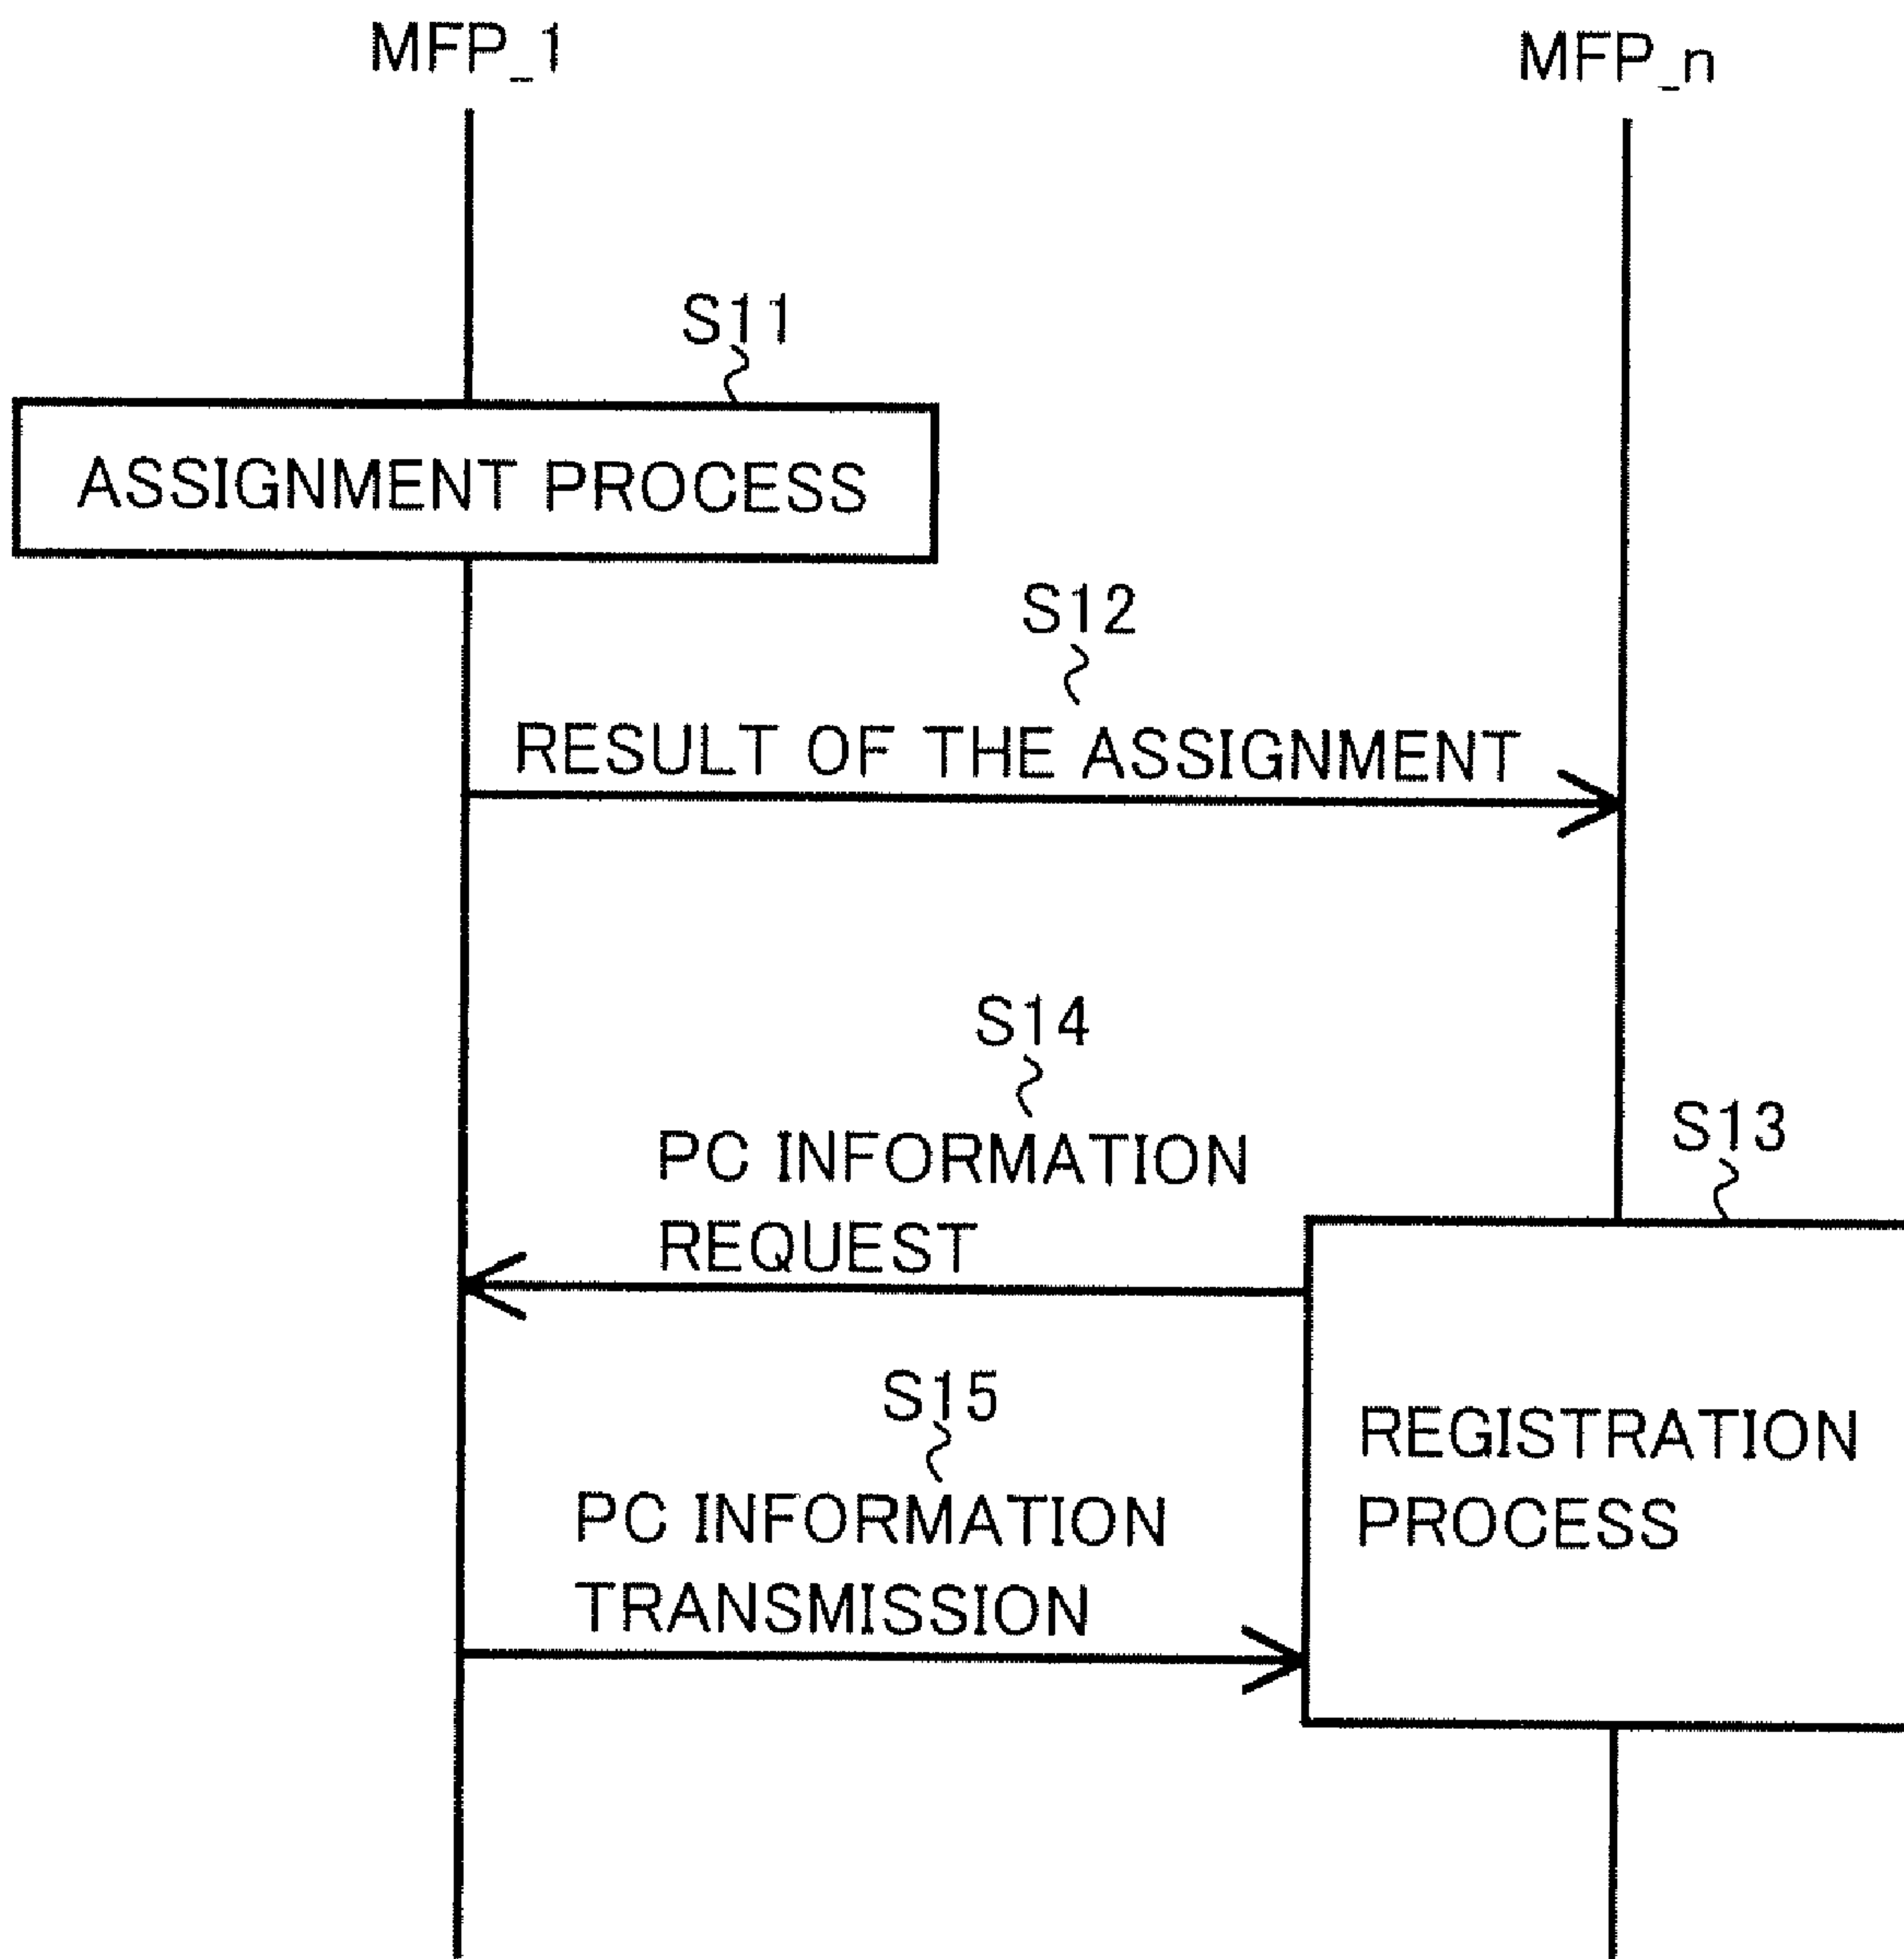 MFP_1
MFP_n
S11
ASSIGNMENT PROCESS
S12
RESULT OF THE ASSIGNMENT
S14
PC INFORMATION
REQUEST
S13
S15
PC INFORMATION
TRANSMISSION
REGISTRATION
PROCESS